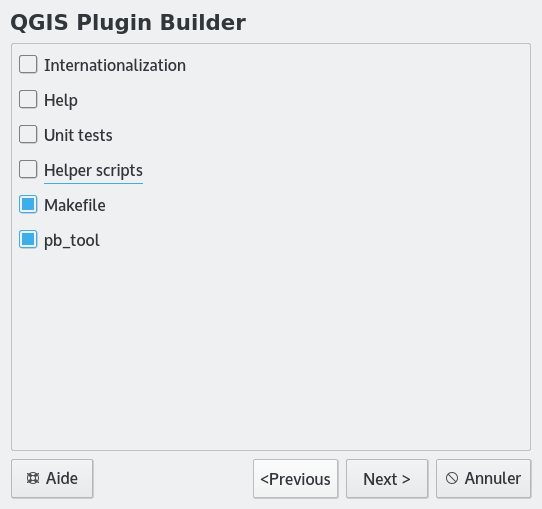 QGIS Plugin Builder
Internationalization
Help
Unit tests
Helper scripts
Makefile
pb_tool
Aide
<Previous
Next >
Annuler